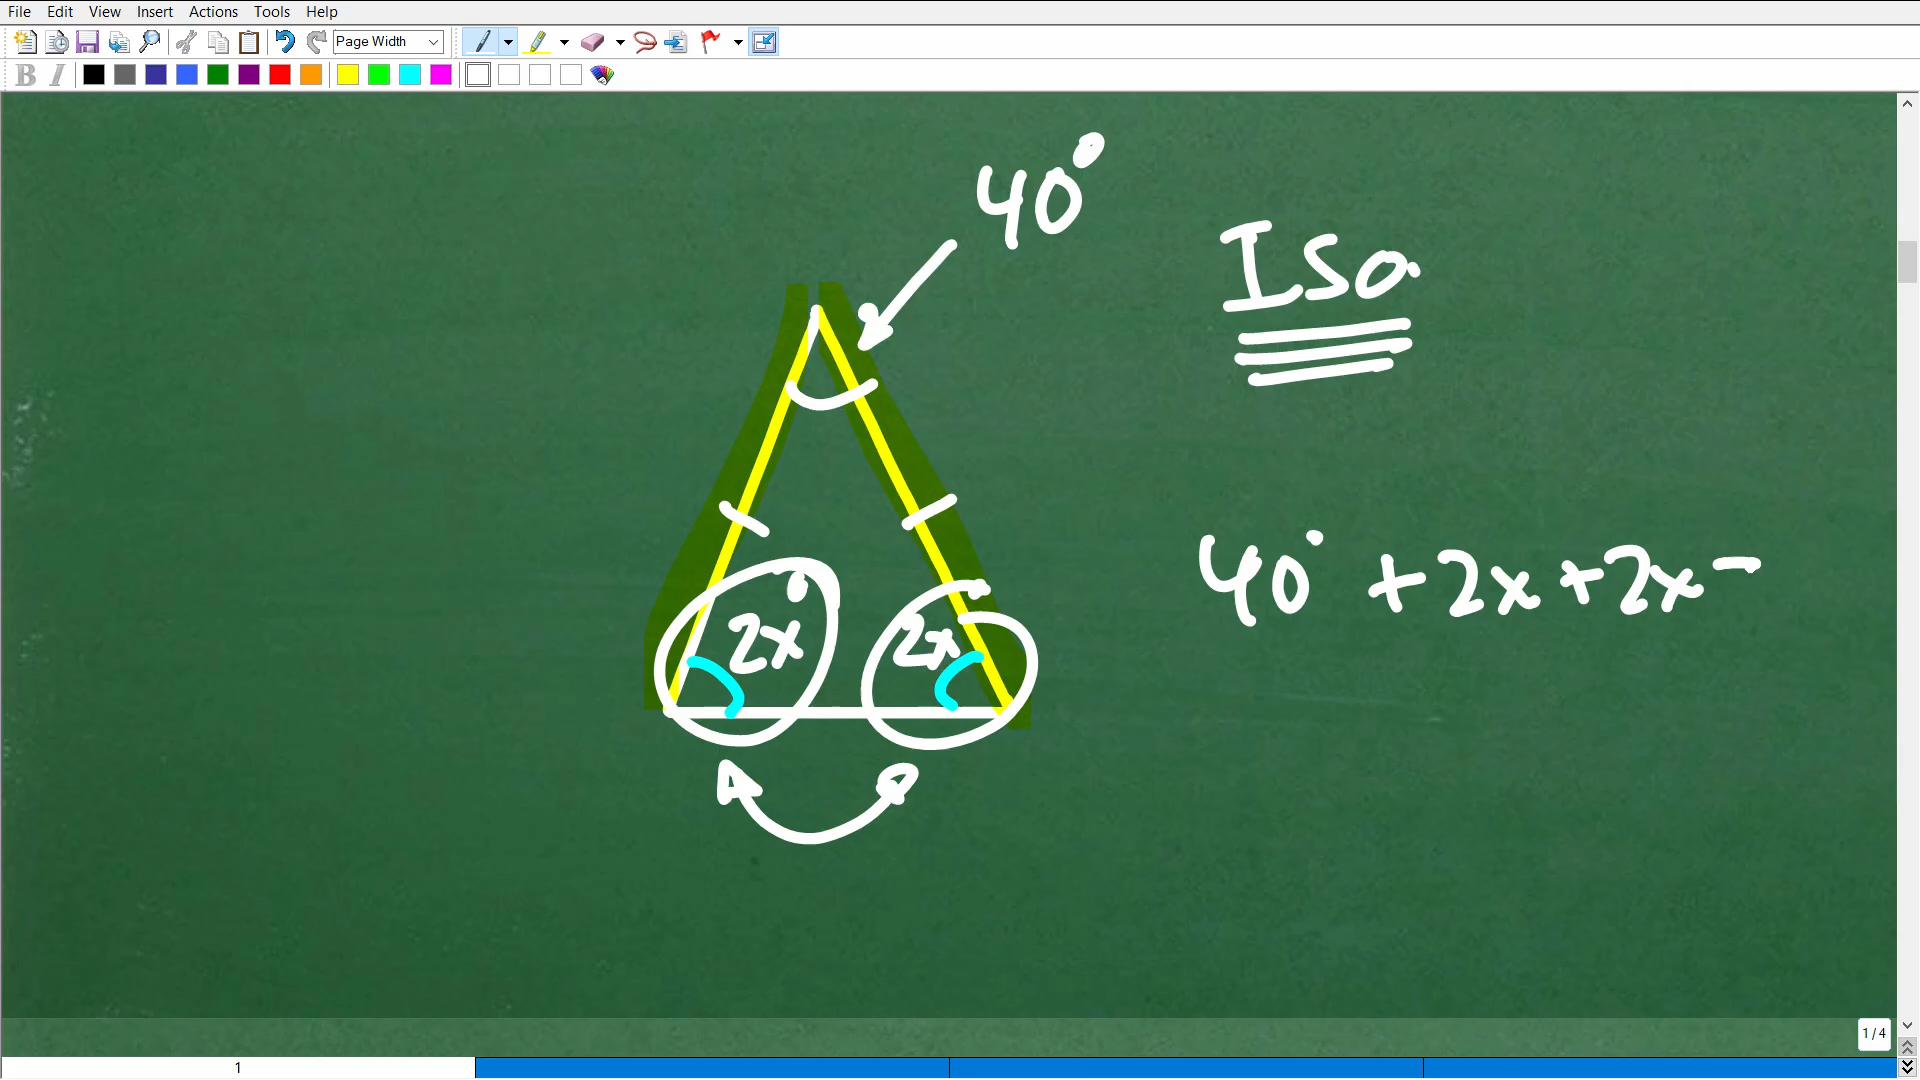 File Edit View Insert Actions Tools Help
Page Width
B I
40°
Iso.
2x° 2x
40° + 2x + 2x -
1 / 4
1